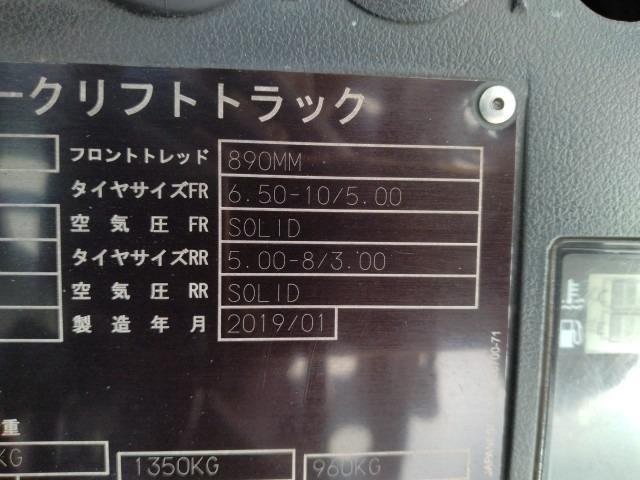 ークリフトトラック
フロントトレッド 890MM
タイヤサイズFR 6.50-10/5.00
空気圧 FR SOLID
タイヤサイズRR 5.00-8/3.00
空気圧 RR SOLID
製造年月 2019/01
重
KG 1350KG 960KG